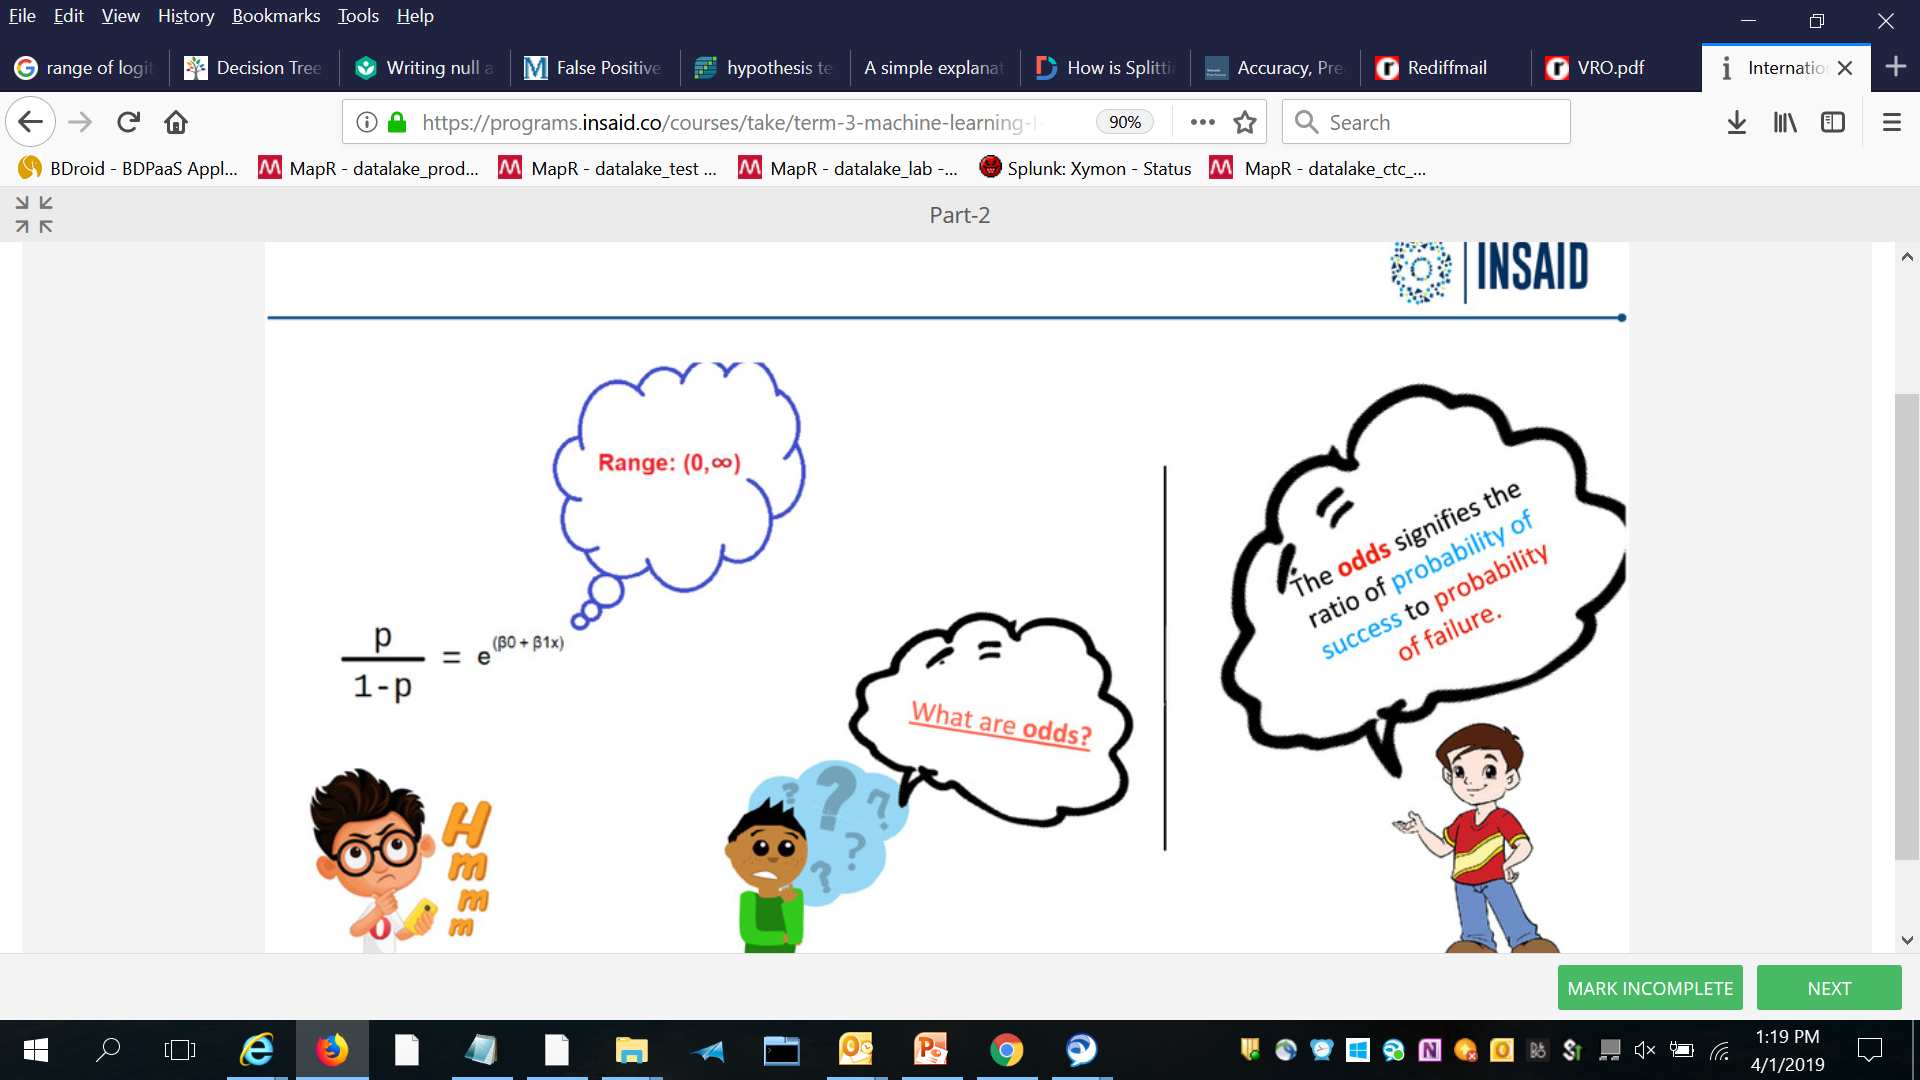 File Edit View History Bookmarks Tools Help
range of logit
Decision Tree
Writing null a
False Positive
hypothesis te
A simple explanat
How is Splitti
Accuracy, Pre
Rediffmail
VRO.pdf
Internatio
https://programs.insaid.co/courses/take/term-3-machine-learning-l
90%
Search
BDroid - BDPaaS Appl...
MapR - datalake_prod...
MapR - datalake_test ...
MapR - datalake_lab -...
Splunk: Xymon - Status
MapR - datalake_ctc_...
Part-2
INSAID
Range: (0,∞)
p
1-p
= e^(β0 + β1x)
H
m
m
m
What are odds?
The odds signifies the
ratio of probability of
success to probability
of failure.
MARK INCOMPLETE
NEXT
1:19 PM
4/1/2019